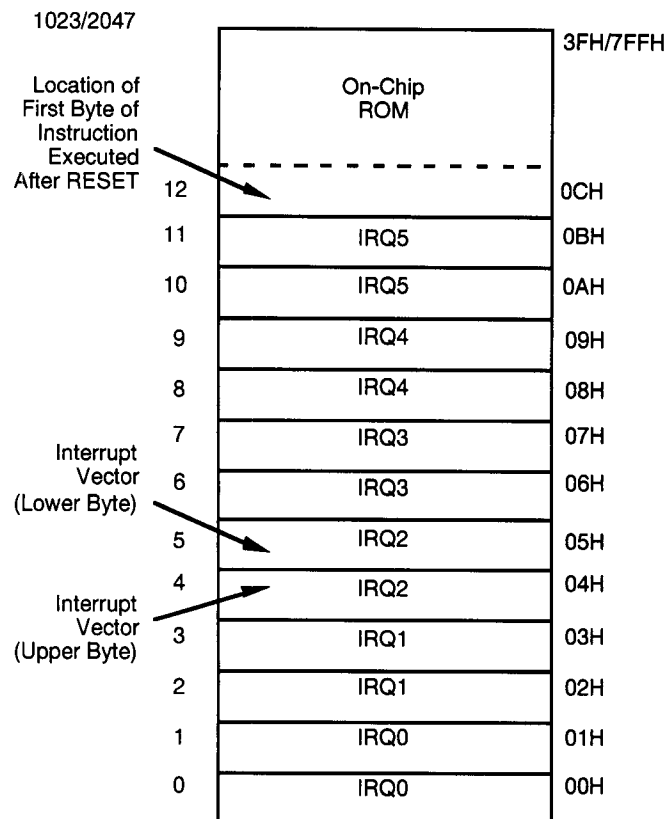 1023/2047
3FH/7FFH
Location of
First Byte of
Instruction
Executed
After RESET
On-Chip
ROM
12
0CH
11
IRQ5
0BH
10
IRQ5
0AH
9
IRQ4
09H
8
IRQ4
08H
7
IRQ3
07H
Interrupt
Vector
(Lower Byte)
6
IRQ3
06H
5
IRQ2
05H
4
IRQ2
04H
Interrupt
Vector
(Upper Byte)
3
IRQ1
03H
2
IRQ1
02H
1
IRQ0
01H
0
IRQ0
00H